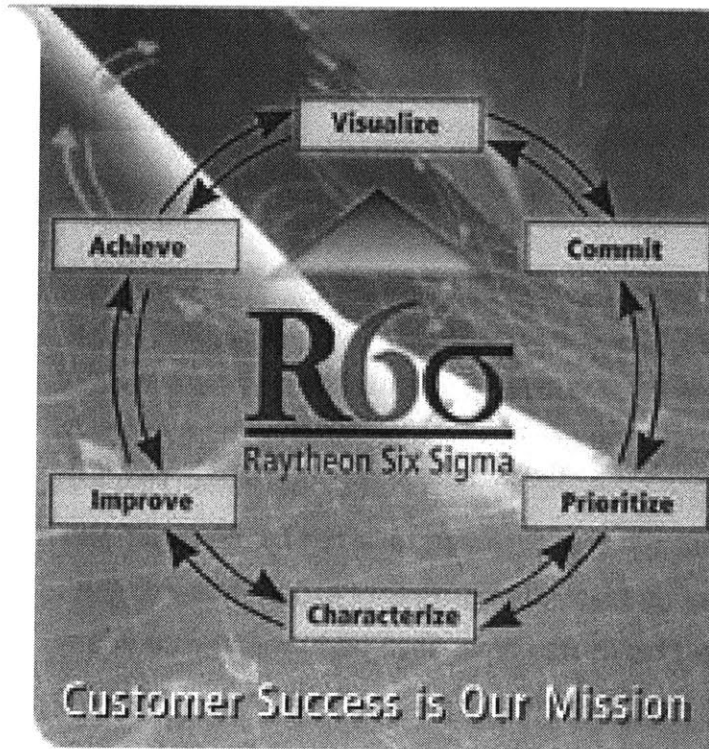 Visualize
Achieve
Commit
R6σ
Raytheon Six Sigma
Improve
Prioritize
Characterize
Customer Success is Our Mission